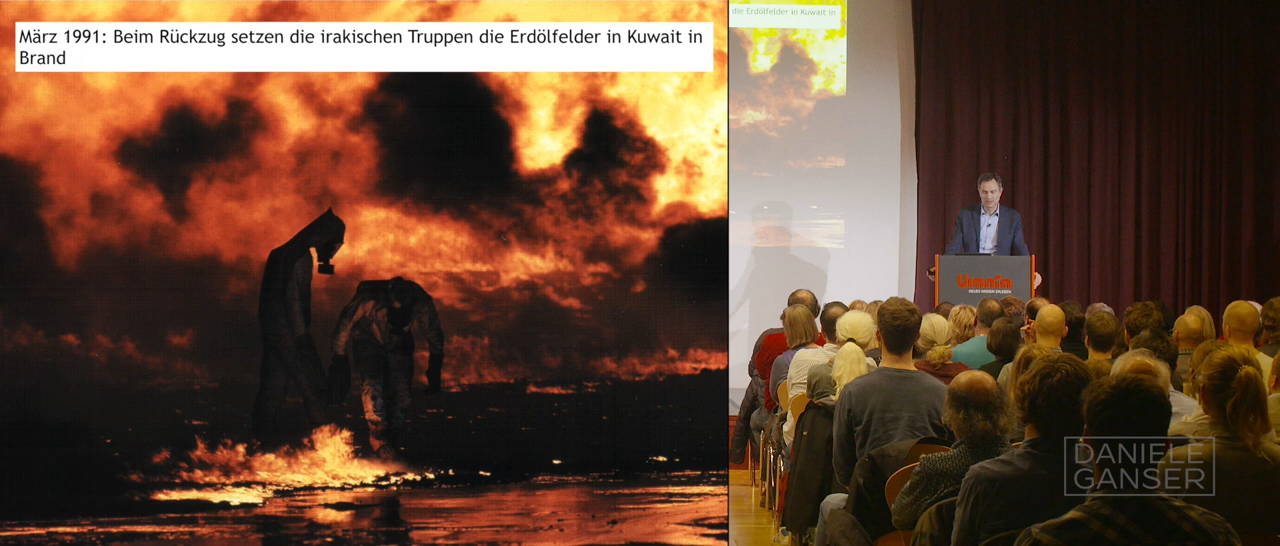 März 1991: Beim Rückzug setzen die irakischen Truppen die Erdölfelder in Kuwait in
Brand
die Erdölfelder in Kuwait in
DANIELE
GANSER